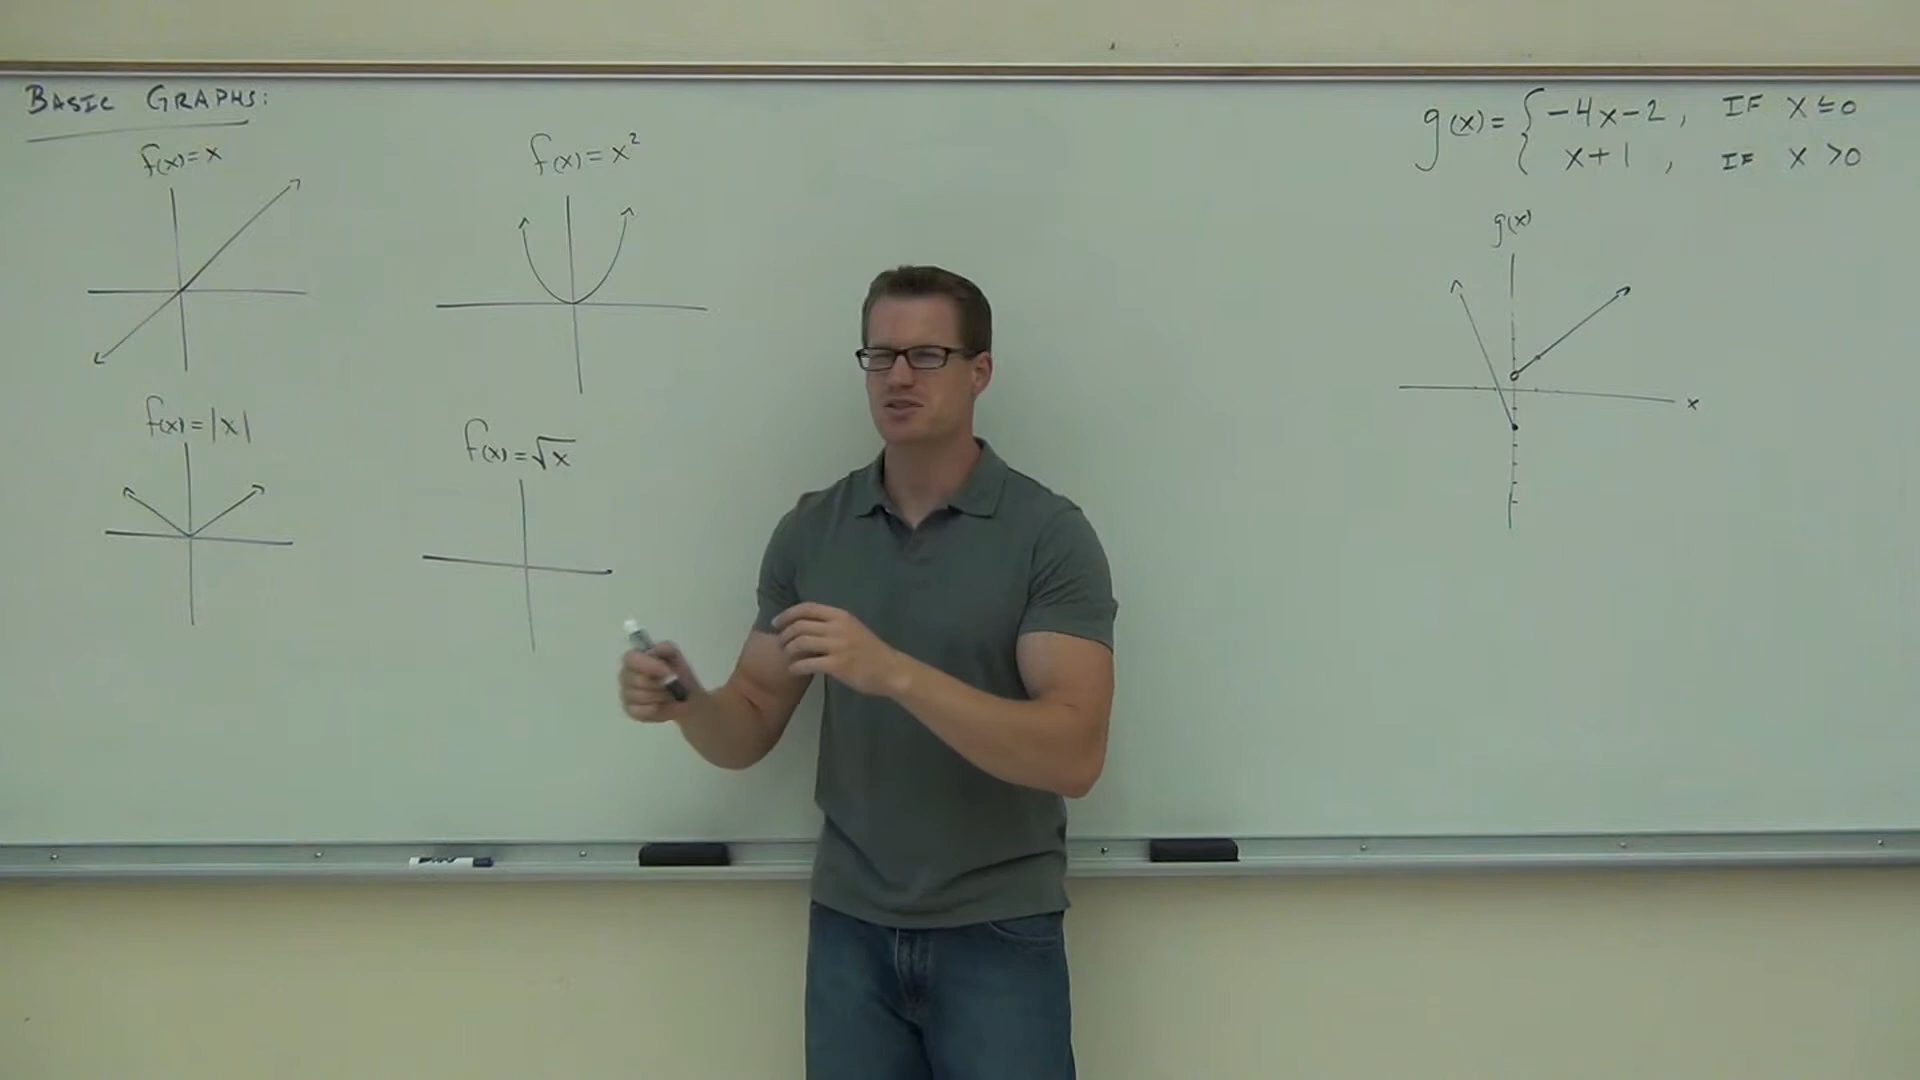 BASIC GRAPHS:
f(x)=x
f(x)=x²
f(x)=|x|
f(x)=√x
g(x)={-4x-2, IF x≤0
x+1, IF x>0
g(x)
x